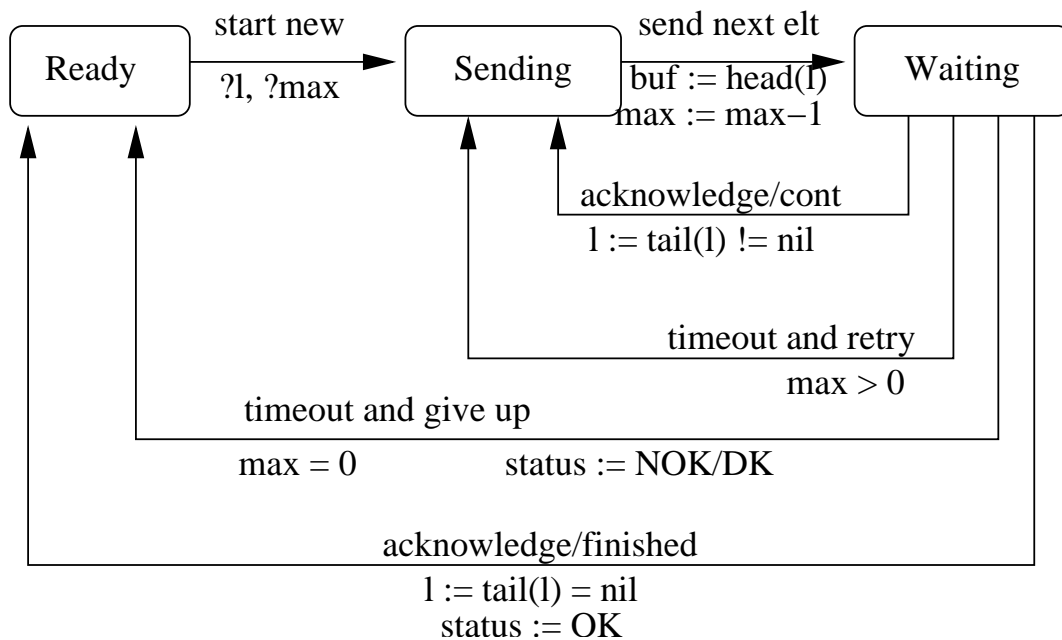 start new
send next elt
Ready
Sending
Waiting
?l, ?max
buf := head(l)
max := max−1
acknowledge/cont
l := tail(l) != nil
timeout and retry
max > 0
timeout and give up
max = 0
status := NOK/DK
acknowledge/finished
l := tail(l) = nil
status := OK